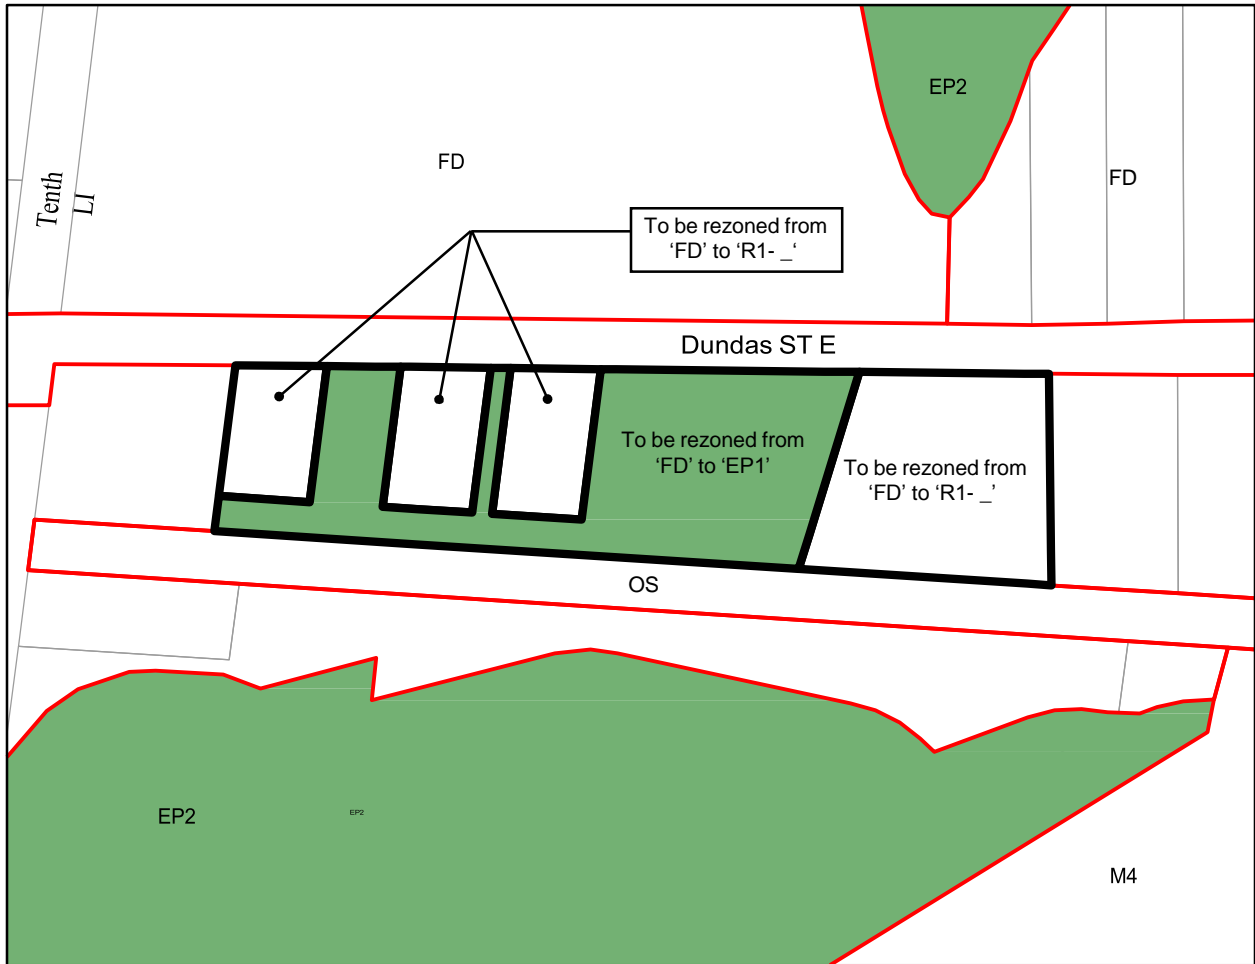 EP2
FD
FD
Tenth
LI
To be rezoned from
‘FD’ to ‘R1- _‘
Dundas ST E
To be rezoned from
‘FD’ to ‘EP1’
To be rezoned from
‘FD’ to ‘R1- _’
OS
EP2
EP2
M4